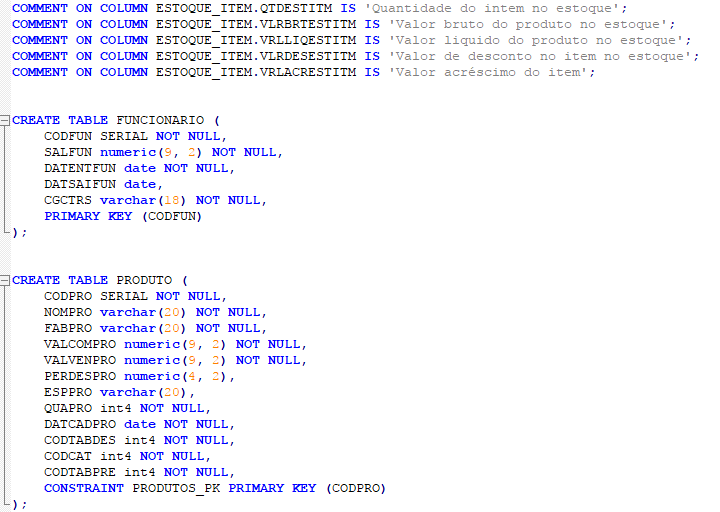 COMMENT ON COLUMN ESTOQUE_ITEM.QTDESTITM IS 'Quantidade do intem no estoque';
COMMENT ON COLUMN ESTOQUE_ITEM.VLRBRTESTITM IS 'Valor bruto do produto no estoque';
COMMENT ON COLUMN ESTOQUE_ITEM.VRLLIQESTITM IS 'Valor liquido do produto no estoque';
COMMENT ON COLUMN ESTOQUE_ITEM.VLRDESESTITM IS 'Valor de desconto no item no estoque';
COMMENT ON COLUMN ESTOQUE_ITEM.VRLACRESTITM IS 'Valor acréscimo do item';
CREATE TABLE FUNCIONARIO (
CODFUN SERIAL NOT NULL,
SALFUN numeric(9, 2) NOT NULL,
DATENTFUN date NOT NULL,
DATSAIFUN date,
CGCTRS varchar(18) NOT NULL,
PRIMARY KEY (CODFUN)
);
CREATE TABLE PRODUTO (
CODPRO SERIAL NOT NULL,
NOMPRO varchar(20) NOT NULL,
FABPRO varchar(20) NOT NULL,
VALCOMPRO numeric(9, 2) NOT NULL,
VALVENPRO numeric(9, 2) NOT NULL,
PERDESPRO numeric(4, 2),
ESPPRO varchar(20),
QUAPRO int4 NOT NULL,
DATCADPRO date NOT NULL,
CODTABDES int4 NOT NULL,
CODCAT int4 NOT NULL,
CODTABPRE int4 NOT NULL,
CONSTRAINT PRODUTOS_PK PRIMARY KEY (CODPRO)
);